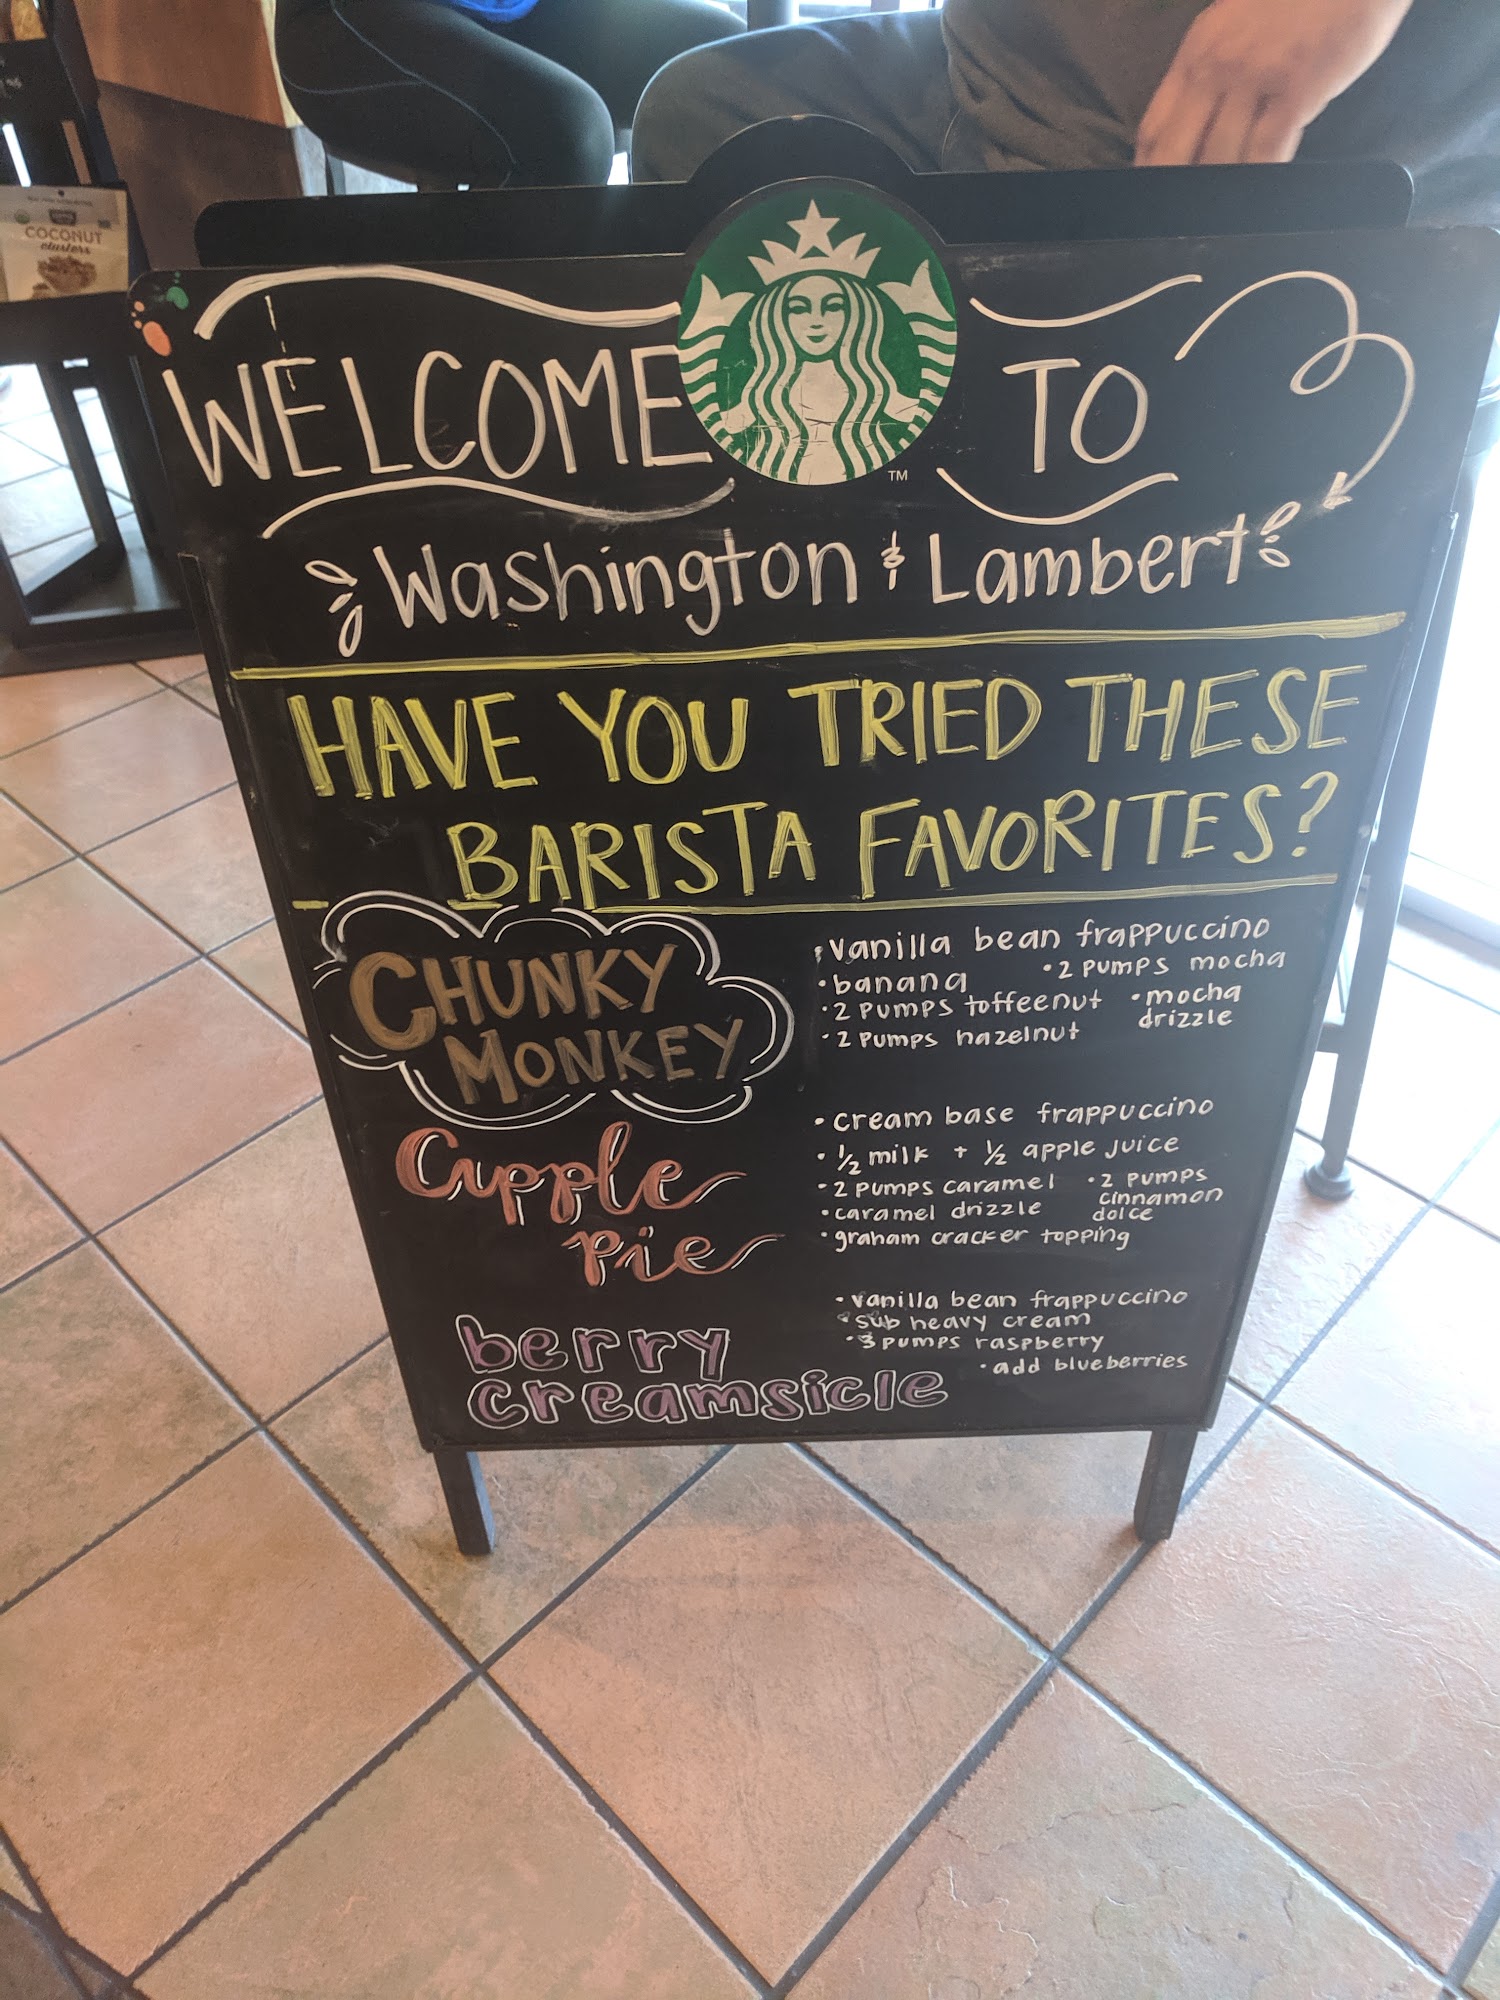 COCONUT
clusters
WELCOME TO
TM
Washington & Lambert
HAVE YOU TRIED THESE
BARISTA FAVORITES?
CHUNKY
MONKEY
• vanilla bean frappuccino
• banana • 2 pumps mocha
• 2 pumps toffeenut • mocha
drizzle
• 2 pumps hazelnut
Apple
Pie
• cream base frappuccino
• ½ milk + ½ apple juice
• 2 pumps caramel • 2 pumps
cinnamon
• caramel drizzle dolce
• graham cracker topping
berry
creamsicle
• vanilla bean frappuccino
• sub heavy cream
• 3 pumps raspberry
• add blueberries